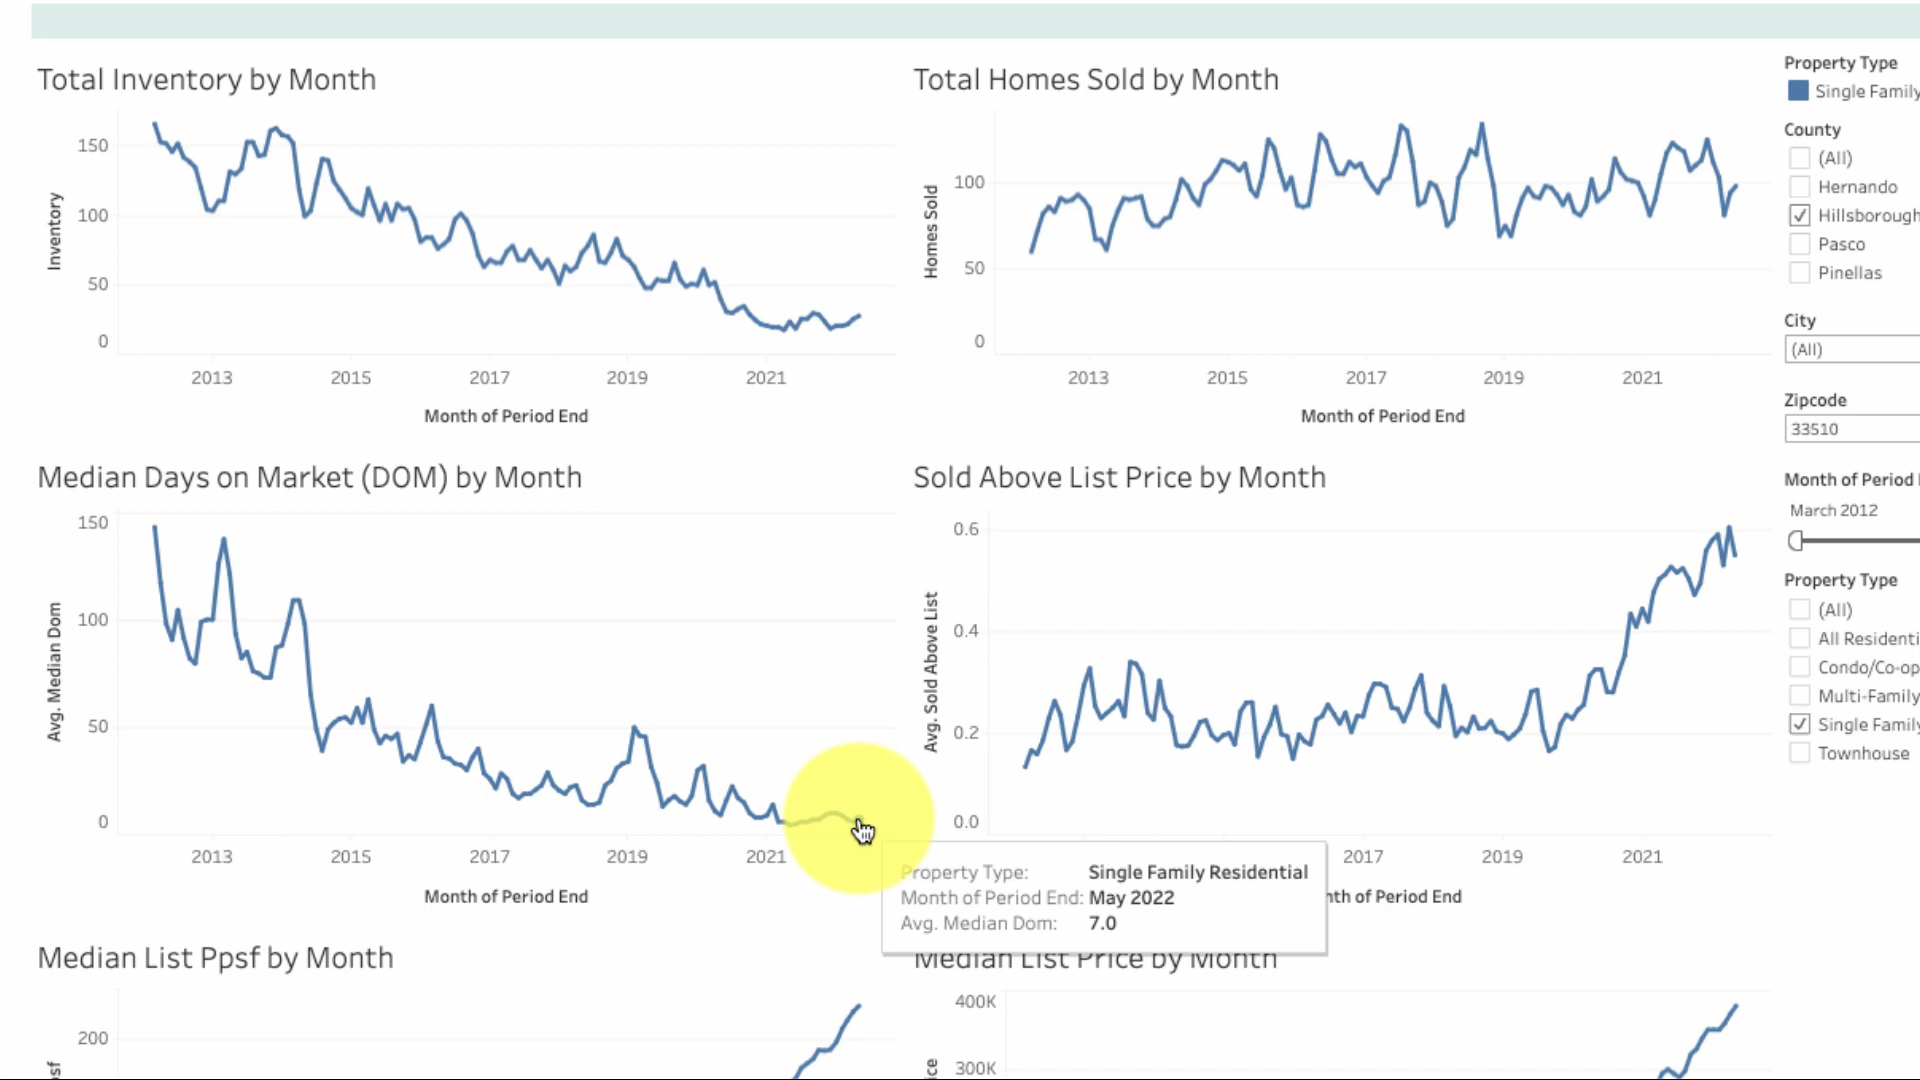 Total Inventory by Month
150
100
50
0
Inventory
2013 2015 2017 2019 2021
Month of Period End
Total Homes Sold by Month
100
50
0
Homes Sold
2013 2015 2017 2019 2021
Month of Period End
Median Days on Market (DOM) by Month
150
100
50
0
Avg. Median Dom
2013 2015 2017 2019 2021
Month of Period End
Sold Above List Price by Month
0.6
0.4
0.2
0.0
Avg. Sold Above List
2017 2019 2021
nth of Period End
Property Type: Single Family Residential
Month of Period End: May 2022
Avg. Median Dom: 7.0
Median List Ppsf by Month
200
sf
Median List Price by Month
400K
300K
ice
Property Type
Single Family
County
(All)
Hernando
Hillsborough
Pasco
Pinellas
City
(All)
Zipcode
33510
Month of Period
March 2012
Property Type
(All)
All Residenti
Condo/Co-op
Multi-Family
Single Family
Townhouse